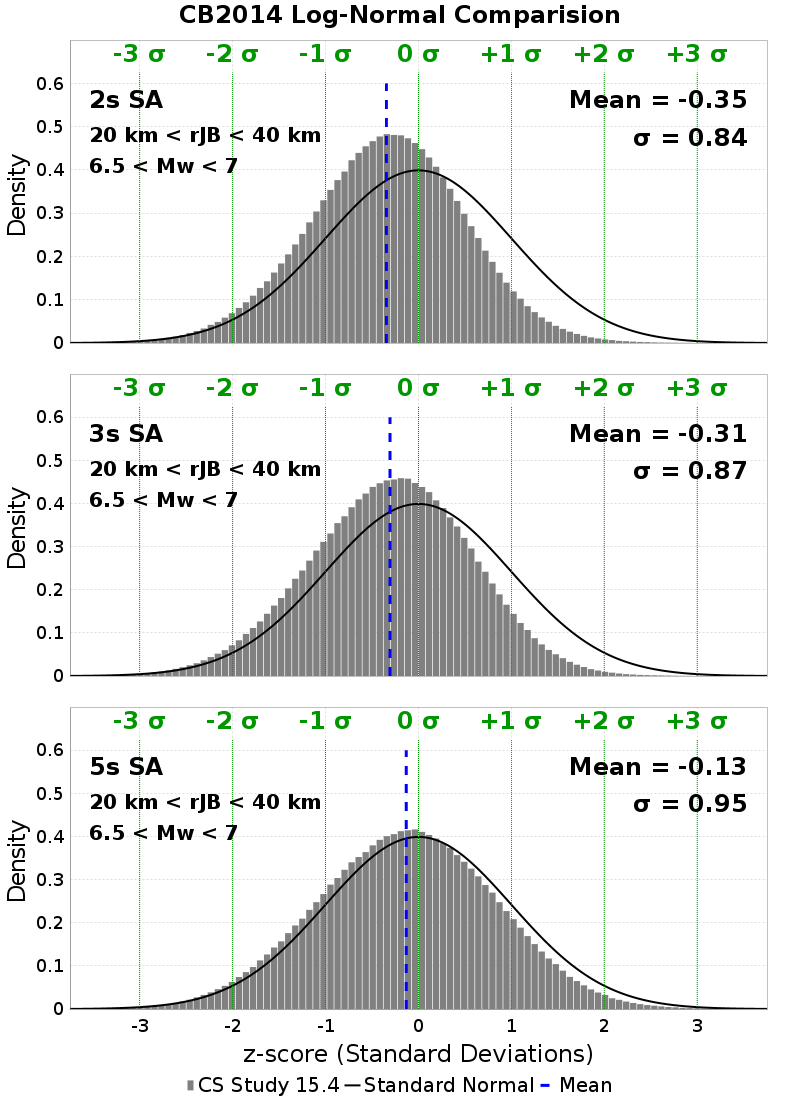 CB2014 Log-Normal Comparision
-3 σ -2 σ -1 σ 0 σ +1 σ +2 σ +3 σ
0.6
2s SA Mean = -0.35
0.5
20 km < rJB < 40 km σ = 0.84
0.4
6.5 < Mw < 7
0.3
0.2
0.1
0
Density
-3 σ -2 σ -1 σ 0 σ +1 σ +2 σ +3 σ
0.6
3s SA Mean = -0.31
0.5
20 km < rJB < 40 km σ = 0.87
0.4
6.5 < Mw < 7
0.3
0.2
0.1
0
Density
-3 σ -2 σ -1 σ 0 σ +1 σ +2 σ +3 σ
0.6
5s SA Mean = -0.13
0.5
20 km < rJB < 40 km σ = 0.95
0.4
6.5 < Mw < 7
0.3
0.2
0.1
0
Density
-3 -2 -1 0 1 2 3
z-score (Standard Deviations)
CS Study 15.4 Standard Normal Mean